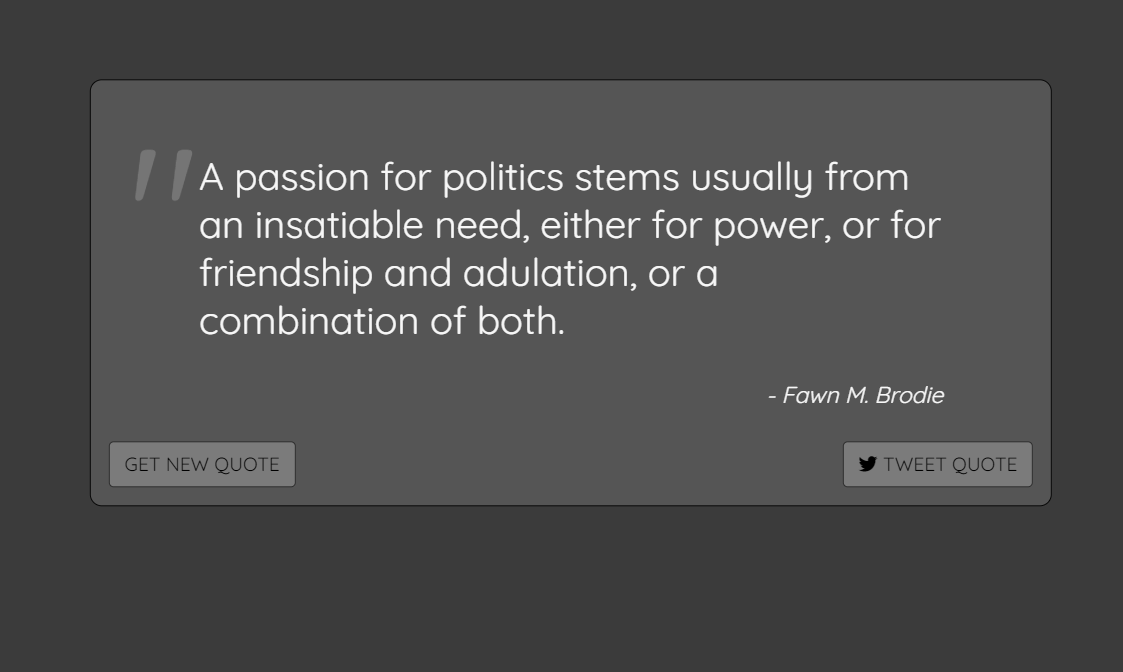 " A passion for politics stems usually from
an insatiable need, either for power, or for
friendship and adulation, or a
combination of both.
- Fawn M. Brodie
GET NEW QUOTE
TWEET QUOTE